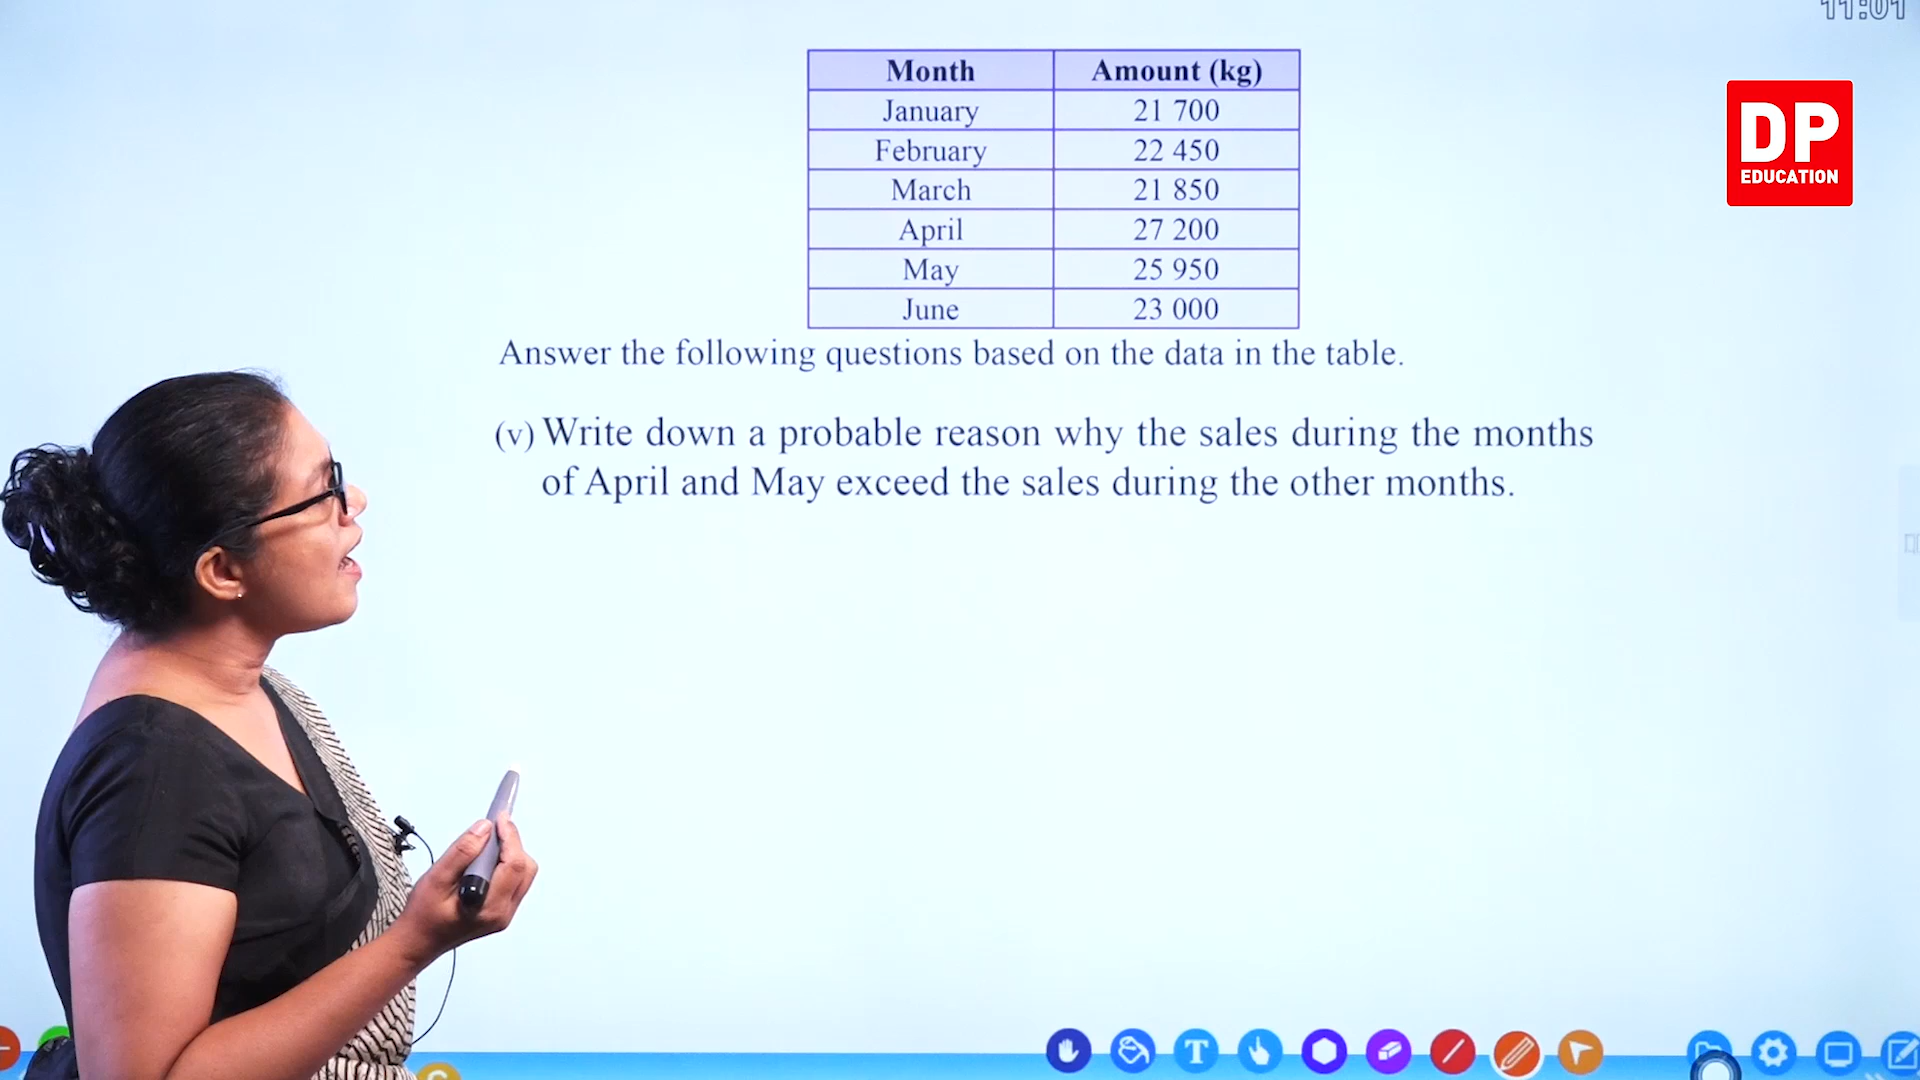 11:01
Month Amount (kg)
January 21 700
February 22 450
March 21 850
April 27 200
May 25 950
June 23 000
DP
EDUCATION
Answer the following questions based on the data in the table.
(v) Write down a probable reason why the sales during the months
of April and May exceed the sales during the other months.
T